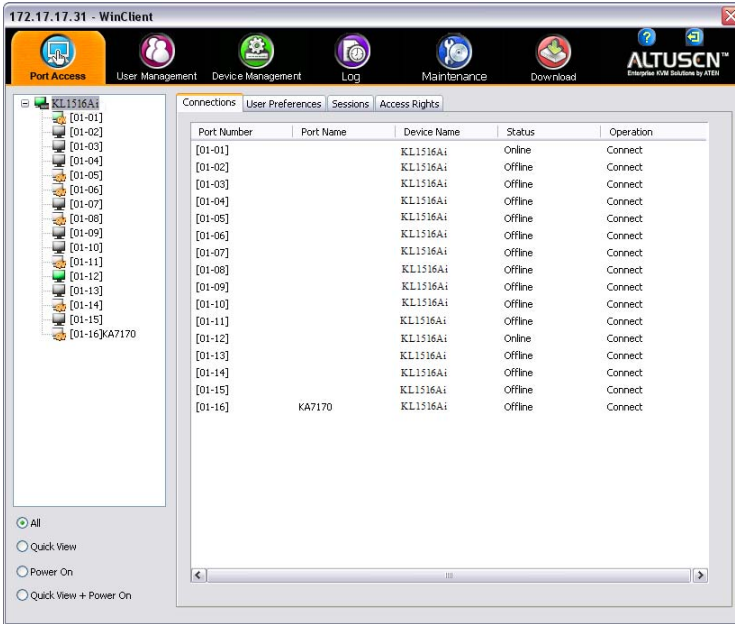 172.17.17.31 - WinClient
Port Access User Management Device Management Log Maintenance Download
ALTUSEN™
Enterprise KVM Solutions by ATEN
KL1516Ai
[01-01]
[01-02]
[01-03]
[01-04]
[01-05]
[01-06]
[01-07]
[01-08]
[01-09]
[01-10]
[01-11]
[01-12]
[01-13]
[01-14]
[01-15]
[01-16]KA7170
All
Quick View
Power On
Quick View + Power On
Connections User Preferences Sessions Access Rights
Port Number Port Name Device Name Status Operation
[01-01] KL1516Ai Online Connect
[01-02] KL1516Ai Offline Connect
[01-03] KL1516Ai Offline Connect
[01-04] KL1516Ai Offline Connect
[01-05] KL1516Ai Offline Connect
[01-06] KL1516Ai Offline Connect
[01-07] KL1516Ai Offline Connect
[01-08] KL1516Ai Offline Connect
[01-09] KL1516Ai Offline Connect
[01-10] KL1516Ai Offline Connect
[01-11] KL1516Ai Offline Connect
[01-12] KL1516Ai Online Connect
[01-13] KL1516Ai Offline Connect
[01-14] KL1516Ai Offline Connect
[01-15] KL1516Ai Offline Connect
[01-16] KA7170 KL1516Ai Offline Connect